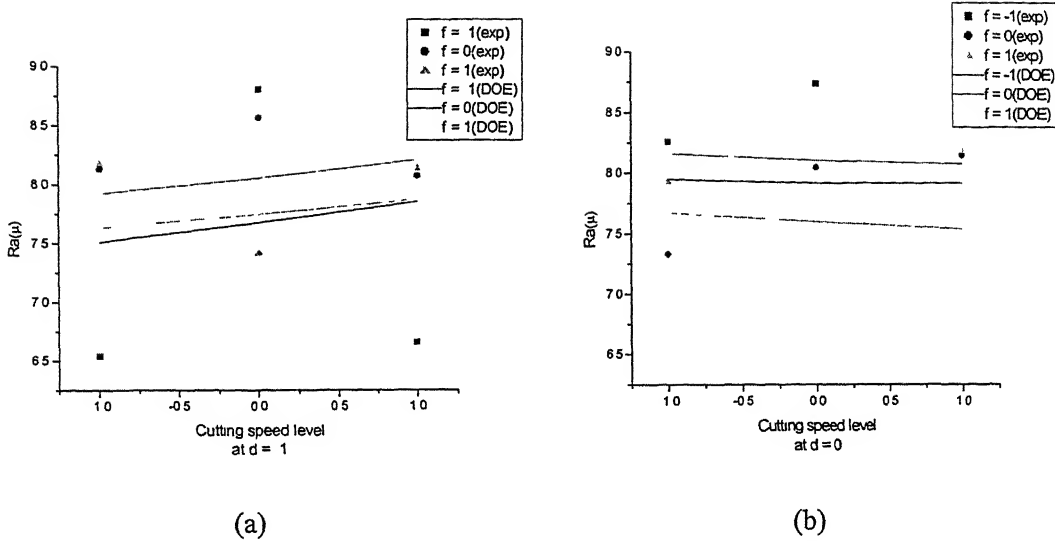 f = 1(exp)
f = 0(exp)
f = 1(exp)
f = 1(DOE)
f = 0(DOE)
f = 1(DOE)
90
85
80
75
70
65
Ra(μ)
10
-05
00
05
10
Cutting speed level
at d = 1
(a)
f = -1(exp)
f = 0(exp)
f = 1(exp)
f = -1(DOE)
f = 0(DOE)
f = 1(DOE)
90
85
80
75
70
65
Ra(μ)
10
-05
00
05
10
Cutting speed level
at d = 0
(b)